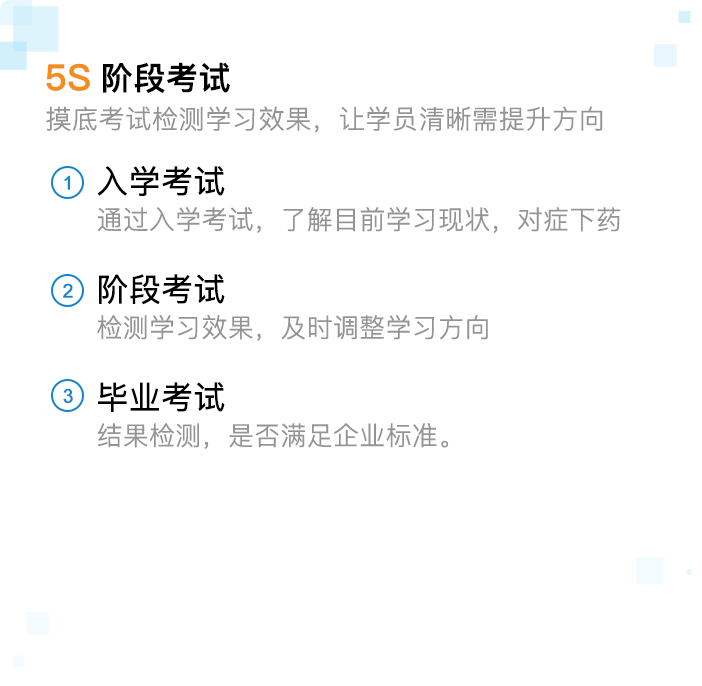 5S 阶段考试
摸底考试检测学习效果，让学员清晰需提升方向
1 入学考试
通过入学考试，了解目前学习现状，对症下药
2 阶段考试
检测学习效果，及时调整学习方向
3 毕业考试
结果检测，是否满足企业标准。